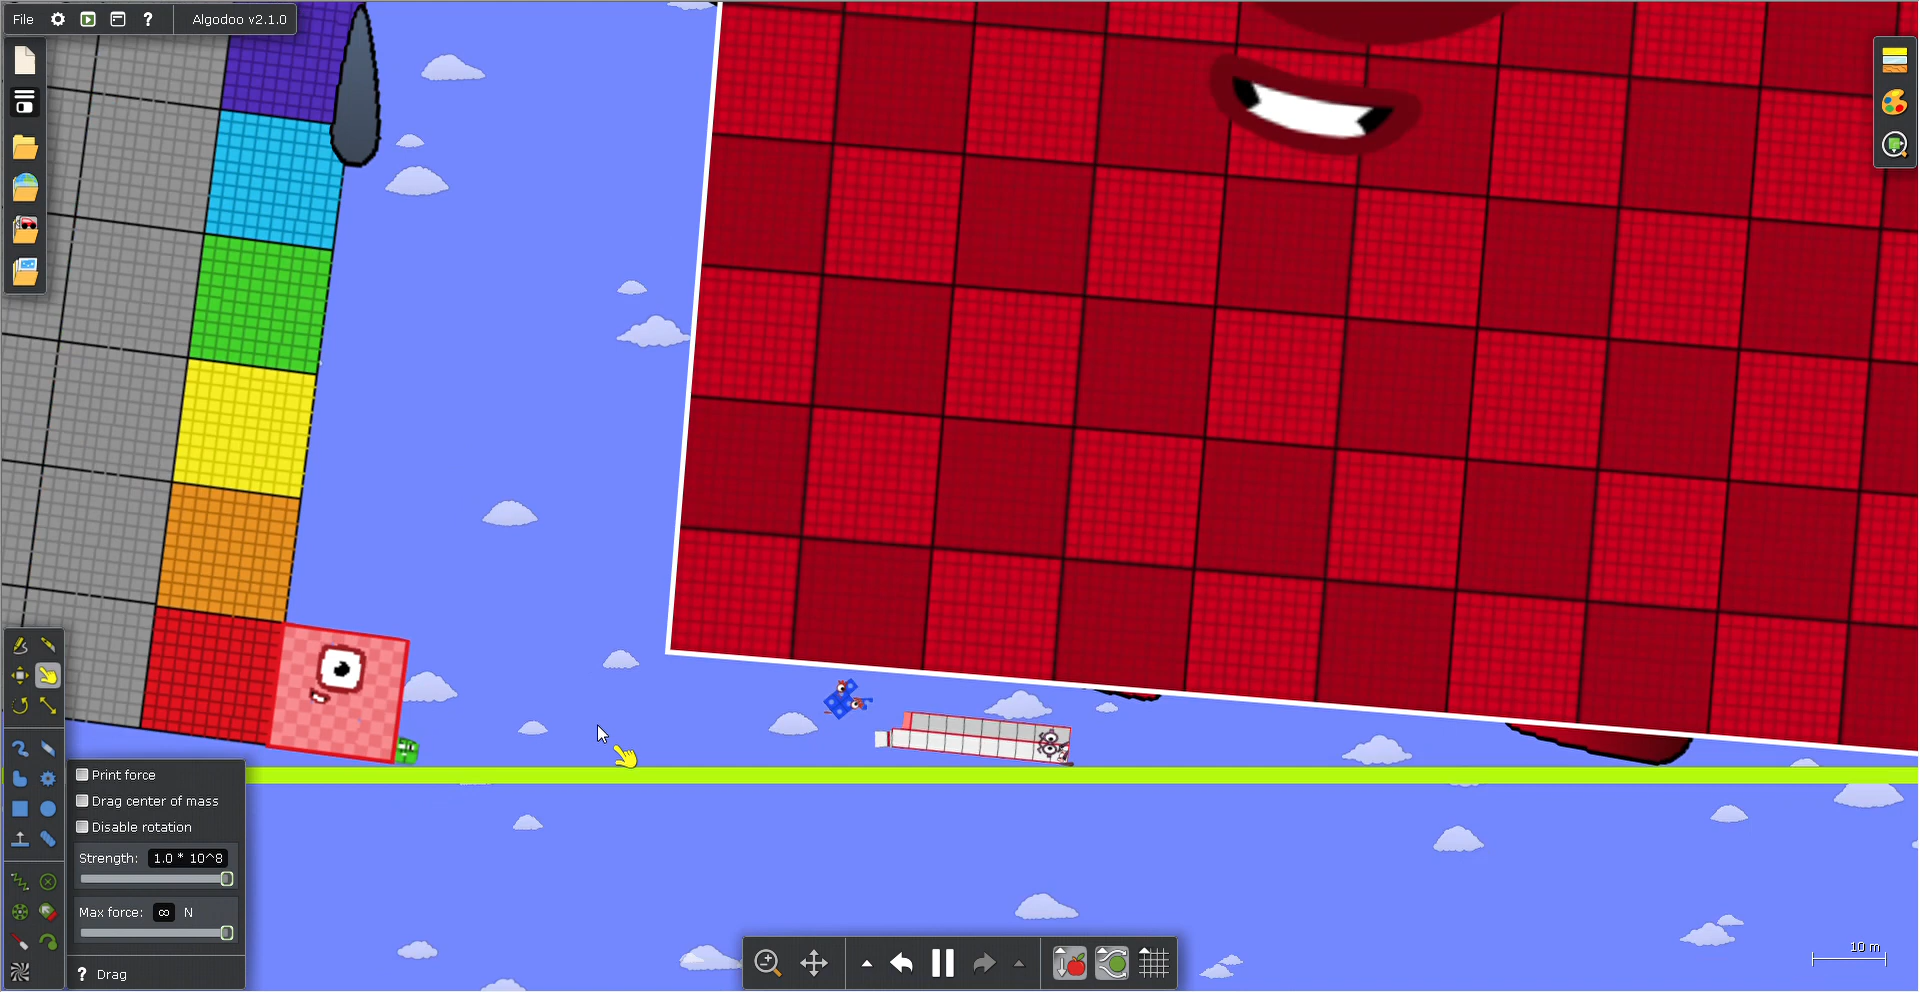 File ? Algodoo v2.1.0
Print force
Drag center of mass
Disable rotation
Strength: 1.0 * 10^8
Max force: ∞ N
? Drag
10 m